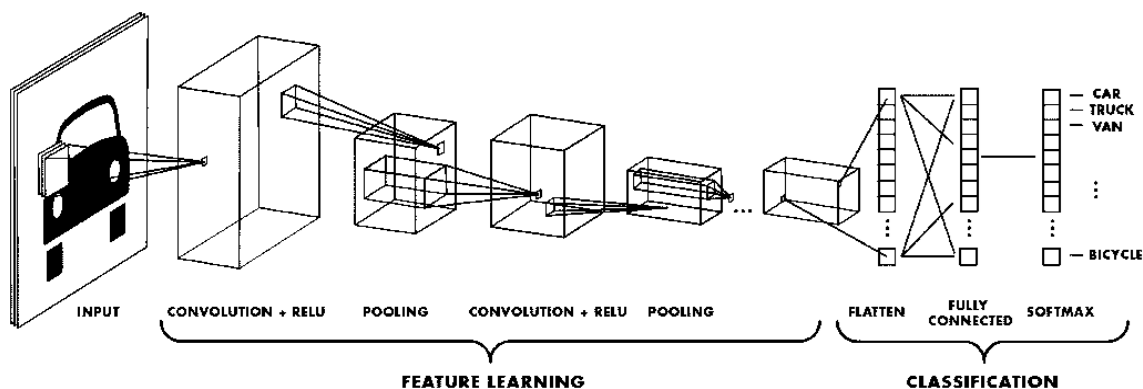 CAR
TRUCK
VAN
BICYCLE
INPUT
CONVOLUTION + RELU
POOLING
CONVOLUTION + RELU
POOLING
FLATTEN
FULLY
CONNECTED
SOFTMAX
FEATURE LEARNING
CLASSIFICATION